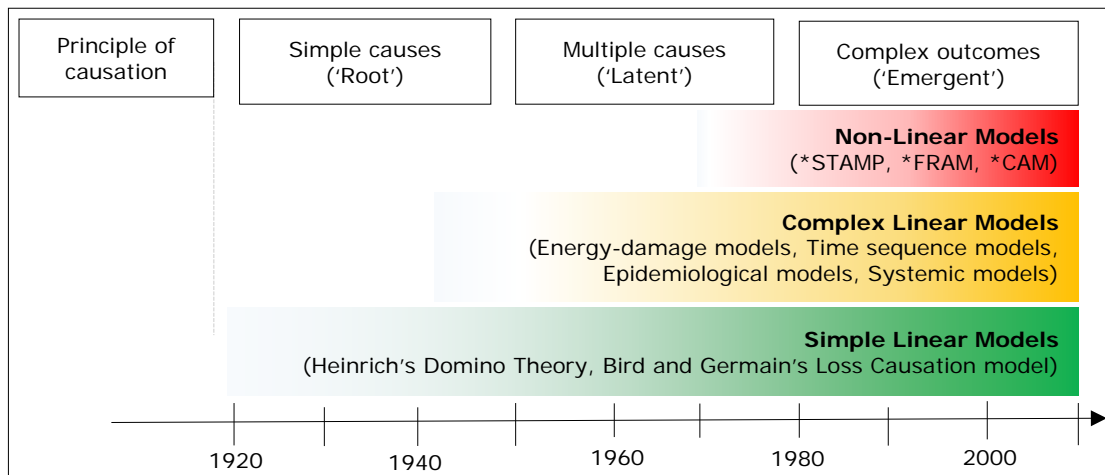 Principle of
causation
Simple causes
(‘Root’)
Multiple causes
(‘Latent’)
Complex outcomes
(‘Emergent’)
Non-Linear Models
(*STAMP, *FRAM, *CAM)
Complex Linear Models
(Energy-damage models, Time sequence models,
Epidemiological models, Systemic models)
Simple Linear Models
(Heinrich’s Domino Theory, Bird and Germain’s Loss Causation model)
1920 1940 1960 1980 2000